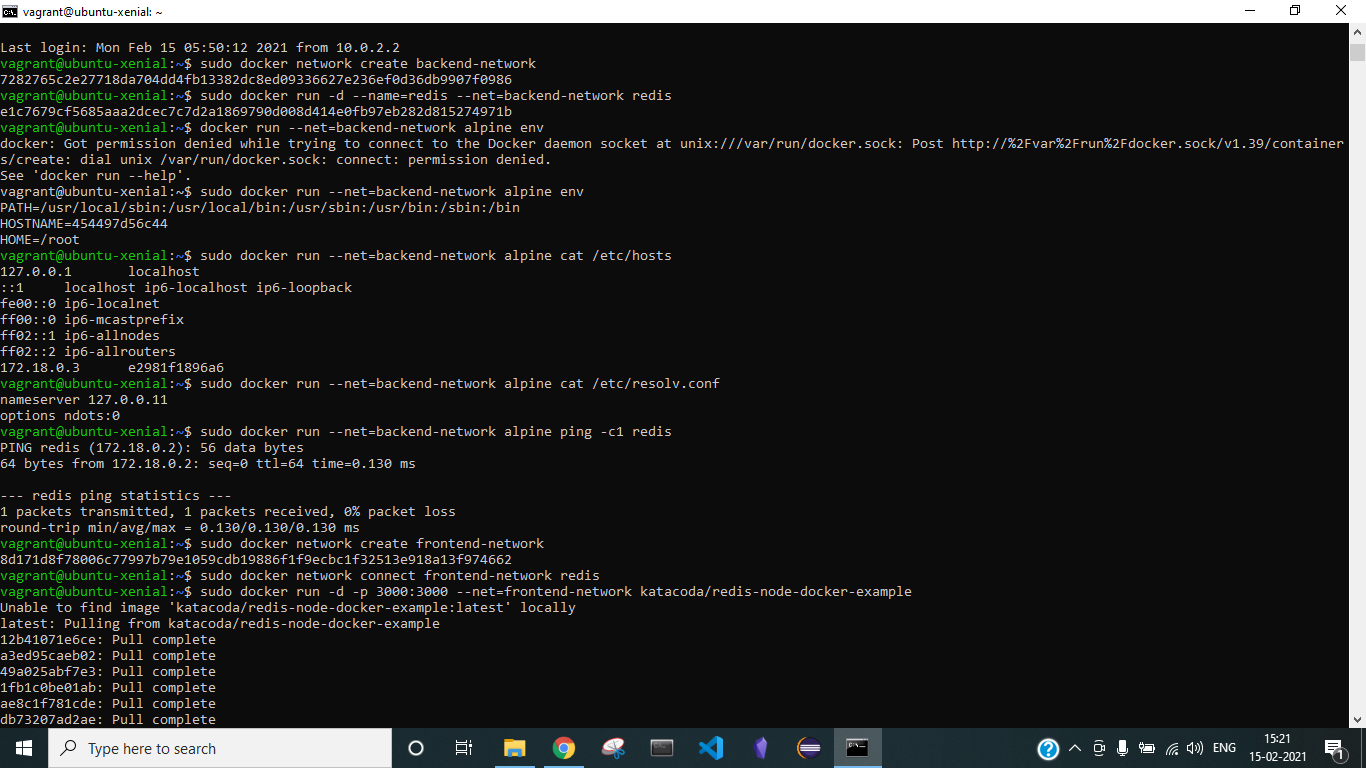 vagrant@ubuntu-xenial: ~
Last login: Mon Feb 15 05:50:12 2021 from 10.0.2.2
vagrant@ubuntu-xenial:~$ sudo docker network create backend-network
7282765c2e27718da704dd4fb13382dc8ed09336627e236ef0d36db9907f0986
vagrant@ubuntu-xenial:~$ sudo docker run -d --name=redis --net=backend-network redis
e1c7679cf5685aaa2dcec7c7d2a1869790d008d414e0fb97eb282d815274971b
vagrant@ubuntu-xenial:~$ docker run --net=backend-network alpine env
docker: Got permission denied while trying to connect to the Docker daemon socket at unix:///var/run/docker.sock: Post http://%2Fvar%2Frun%2Fdocker.sock/v1.39/container
s/create: dial unix /var/run/docker.sock: connect: permission denied.
See 'docker run --help'.
vagrant@ubuntu-xenial:~$ sudo docker run --net=backend-network alpine env
PATH=/usr/local/sbin:/usr/local/bin:/usr/sbin:/usr/bin:/sbin:/bin
HOSTNAME=454497d56c44
HOME=/root
vagrant@ubuntu-xenial:~$ sudo docker run --net=backend-network alpine cat /etc/hosts
127.0.0.1       localhost
::1     localhost ip6-localhost ip6-loopback
fe00::0 ip6-localnet
ff00::0 ip6-mcastprefix
ff02::1 ip6-allnodes
ff02::2 ip6-allrouters
172.18.0.3      e2981f1896a6
vagrant@ubuntu-xenial:~$ sudo docker run --net=backend-network alpine cat /etc/resolv.conf
nameserver 127.0.0.11
options ndots:0
vagrant@ubuntu-xenial:~$ sudo docker run --net=backend-network alpine ping -c1 redis
PING redis (172.18.0.2): 56 data bytes
64 bytes from 172.18.0.2: seq=0 ttl=64 time=0.130 ms
--- redis ping statistics ---
1 packets transmitted, 1 packets received, 0% packet loss
round-trip min/avg/max = 0.130/0.130/0.130 ms
vagrant@ubuntu-xenial:~$ sudo docker network create frontend-network
8d171d8f78006c77997b79e1059cdb19886f1f9ecbc1f32513e918a13f974662
vagrant@ubuntu-xenial:~$ sudo docker network connect frontend-network redis
vagrant@ubuntu-xenial:~$ sudo docker run -d -p 3000:3000 --net=frontend-network katacoda/redis-node-docker-example
Unable to find image 'katacoda/redis-node-docker-example:latest' locally
latest: Pulling from katacoda/redis-node-docker-example
12b41071e6ce: Pull complete
a3ed95caeb02: Pull complete
49a025abf7e3: Pull complete
1fb1c0be01ab: Pull complete
ae8c1f781cde: Pull complete
db73207ad2ae: Pull complete
Type here to search
ENG
15:21
15-02-2021
1